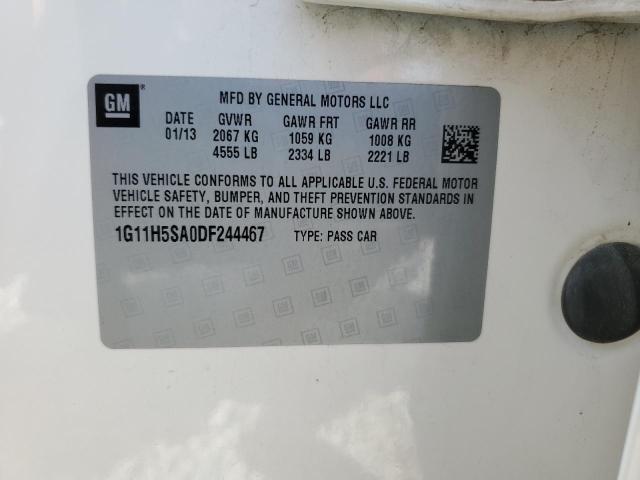 GM
MFD BY GENERAL MOTORS LLC
DATE GVWR GAWR FRT GAWR RR
01/13 2067 KG 1059 KG 1008 KG
4555 LB 2334 LB 2221 LB
THIS VEHICLE CONFORMS TO ALL APPLICABLE U.S. FEDERAL MOTOR
VEHICLE SAFETY, BUMPER, AND THEFT PREVENTION STANDARDS IN
EFFECT ON THE DATE OF MANUFACTURE SHOWN ABOVE.
1G11H5SA0DF244467 TYPE: PASS CAR